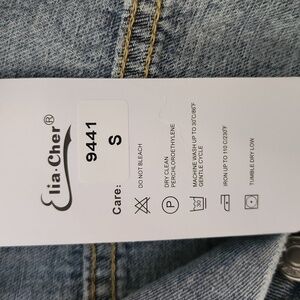 Elia·Cher®
9441
S
Care:
DO NOT BLEACH
DRY CLEAN
PERCHLOROETHYLENE
P
MACHINE WASH UP TO 30℃/86℉
GENTLE CYCLE
30
IRON UP TO 110 C/230℉
TUMBLE DRY LOW